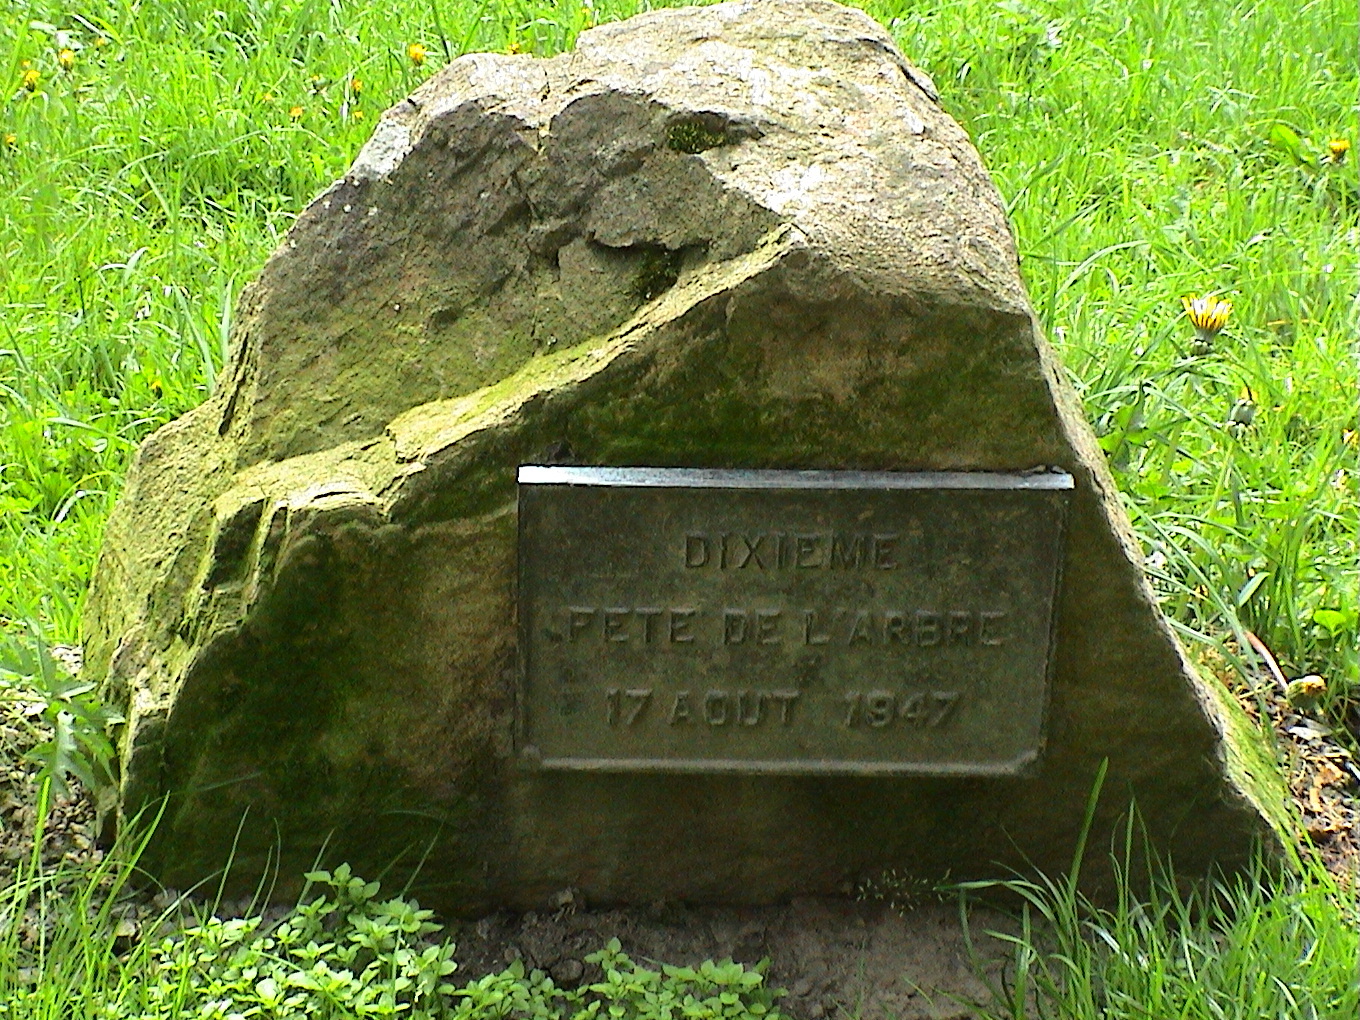 DIXIEME
FETE DE L'ARBRE
17 AOUT 1947